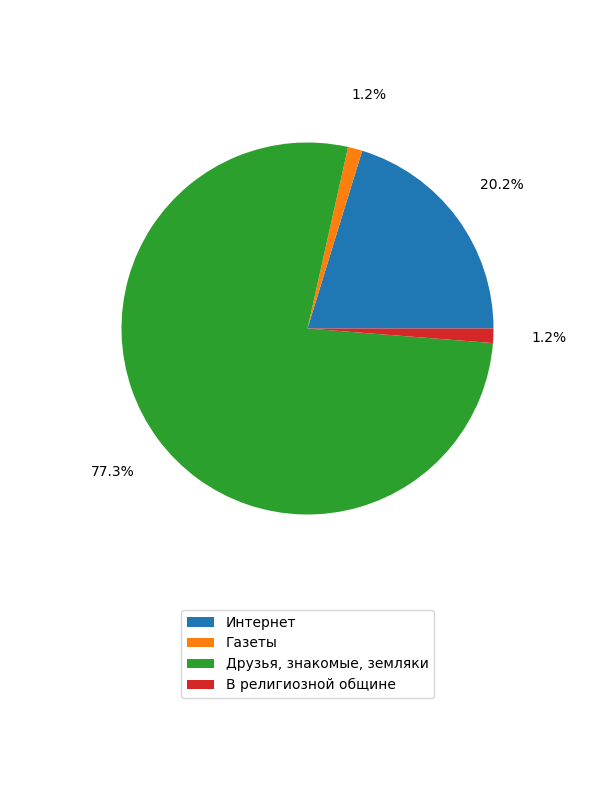 1.2%
20.2%
1.2%
77.3%
Интернет
Газеты
Друзья, знакомые, земляки
В религиозной общине